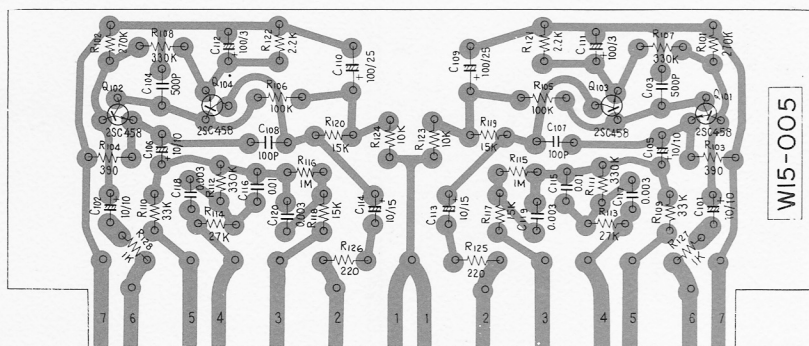 R102
270K
R108
330K
C112
100/3
R122
2.2K
C110
100/25
C109
100/25
R121
2.2K
C111
100/3
R107
330K
R101
270K
Q102
2SC458
C104
500P
Q104
2SC458
R106
100K
R105
100K
Q103
2SC458
C103
500P
Q101
2SC458
R104
390
C106
10/10
C108
100P
R120
15K
R124
10K
R123
10K
R119
15K
C107
100P
C105
10/10
R103
390
W15-005
C102
10/10
R110
33K
C118
0.003
R112
330K
C116
0.01
R116
1M
R114
27K
C120
0.003
R118
15K
C114
10/15
C113
10/15
R117
15K
R115
1M
C119
0.003
C115
0.01
R111
330K
R113
27K
C117
0.003
R109
33K
C101
10/10
R128
1K
R126
220
R125
220
R127
1K
7 6 5 4 3 2 1 1 2 3 4 5 6 7